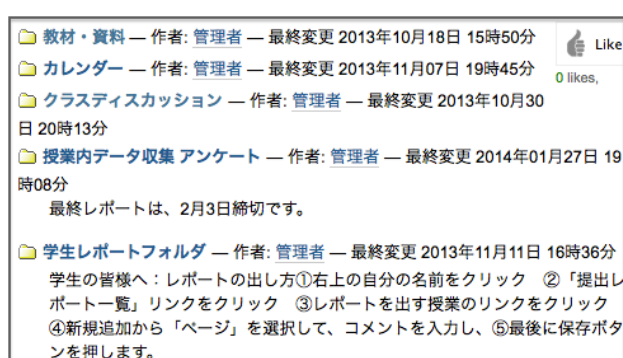 教材・資料 — 作者: 管理者 — 最終変更 2013年10月18日 15時50分
Like
カレンダー — 作者: 管理者 — 最終変更 2013年11月07日 19時45分
0 likes,
クラスディスカッション — 作者: 管理者 — 最終変更 2013年10月30
日 20時13分
授業内データ収集 アンケート — 作者: 管理者 — 最終変更 2014年01月27日 19
時08分
最終レポートは、2月3日締切です。
学生レポートフォルダ — 作者: 管理者 — 最終変更 2013年11月11日 16時36分
学生の皆様へ：レポートの出し方①右上の自分の名前をクリック　②「提出レ
ポート一覧」リンクをクリック　③レポートを出す授業のリンクをクリック
④新規追加から「ページ」を選択して、コメントを入力し、⑤最後に保存ボタ
ンを押します。